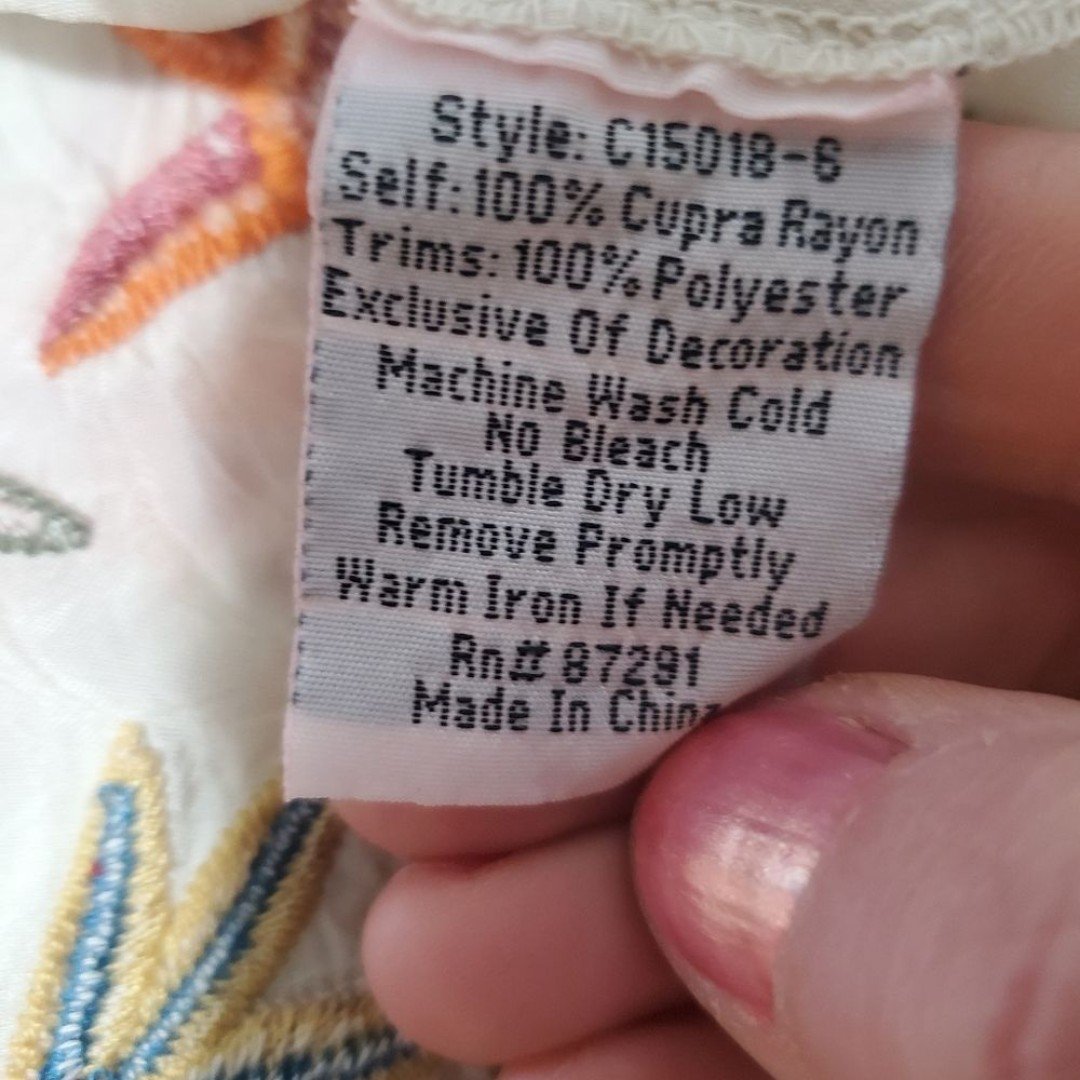 Style: C15018-6
Self: 100% Cupra Rayon
Trims: 100% Polyester
Exclusive Of Decoration
Machine Wash Cold
No Bleach
Tumble Dry Low
Remove Promptly
Warm Iron If Needed
Rn# 87291
Made In China